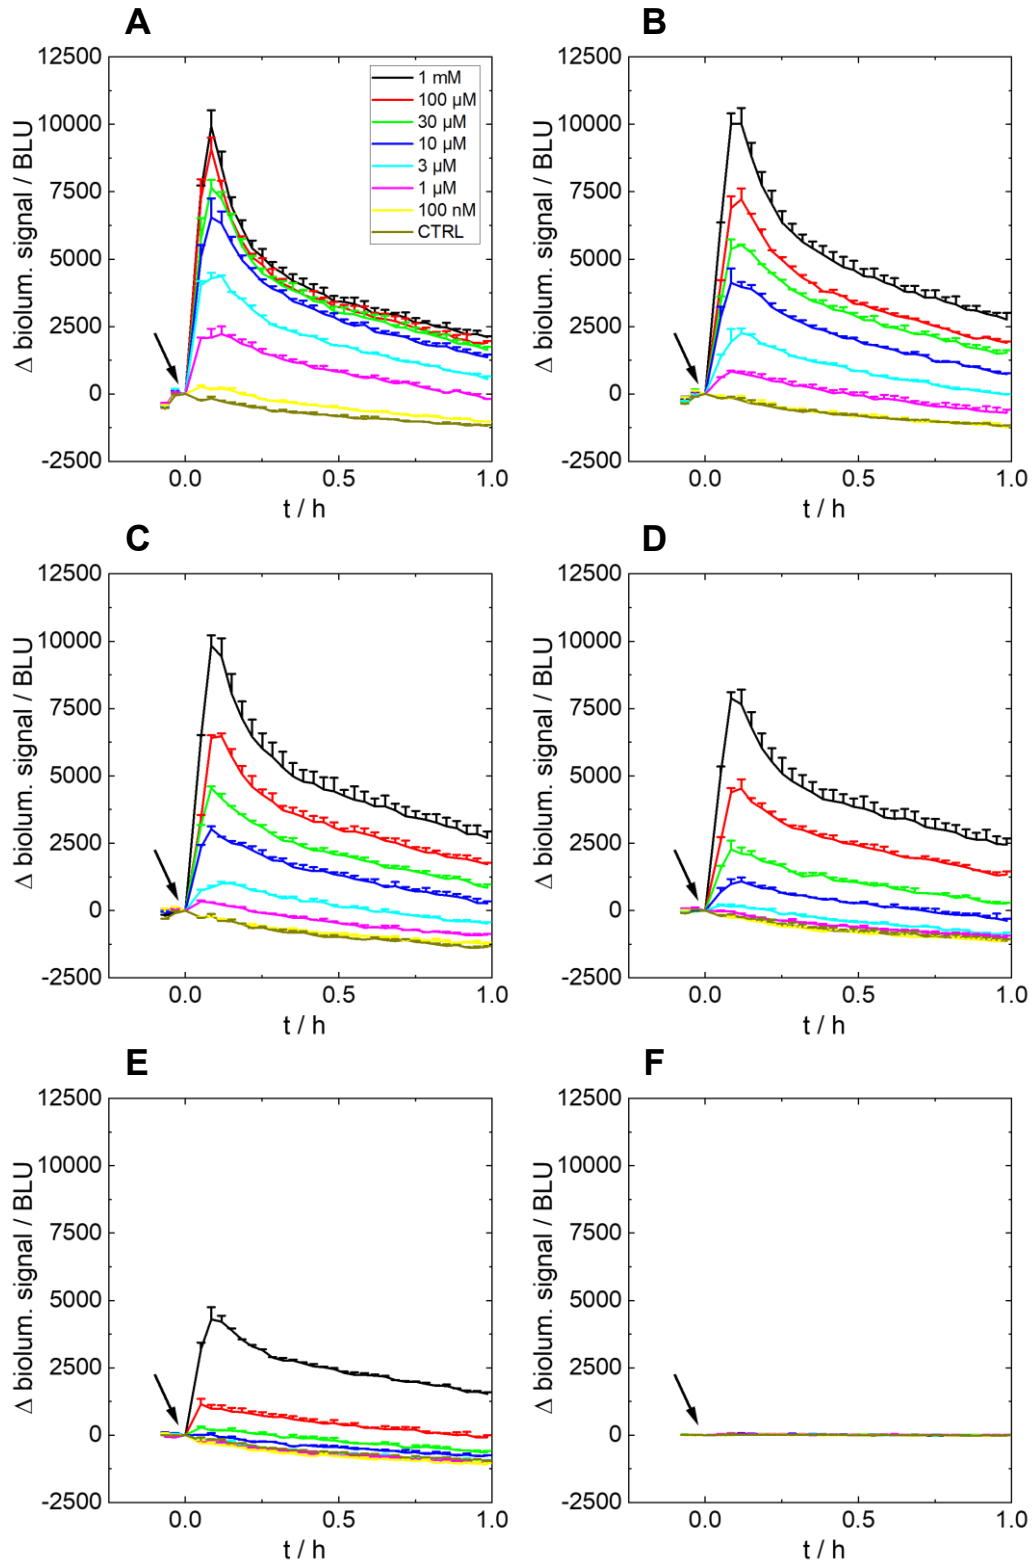 A
B
12500
10000
7500
5000
2500
0
-2500
Δ biolum. signal / BLU
0.0
0.5
1.0
t / h
1 mM
100 µM
30 µM
10 µM
3 µM
1 µM
100 nM
CTRL
12500
10000
7500
5000
2500
0
-2500
Δ biolum. signal / BLU
0.0
0.5
1.0
t / h
C
D
12500
10000
7500
5000
2500
0
-2500
Δ biolum. signal / BLU
0.0
0.5
1.0
t / h
12500
10000
7500
5000
2500
0
-2500
Δ biolum. signal / BLU
0.0
0.5
1.0
t / h
E
F
12500
10000
7500
5000
2500
0
-2500
Δ biolum. signal / BLU
0.0
0.5
1.0
t / h
12500
10000
7500
5000
2500
0
-2500
Δ biolum. signal / BLU
0.0
0.5
1.0
t / h